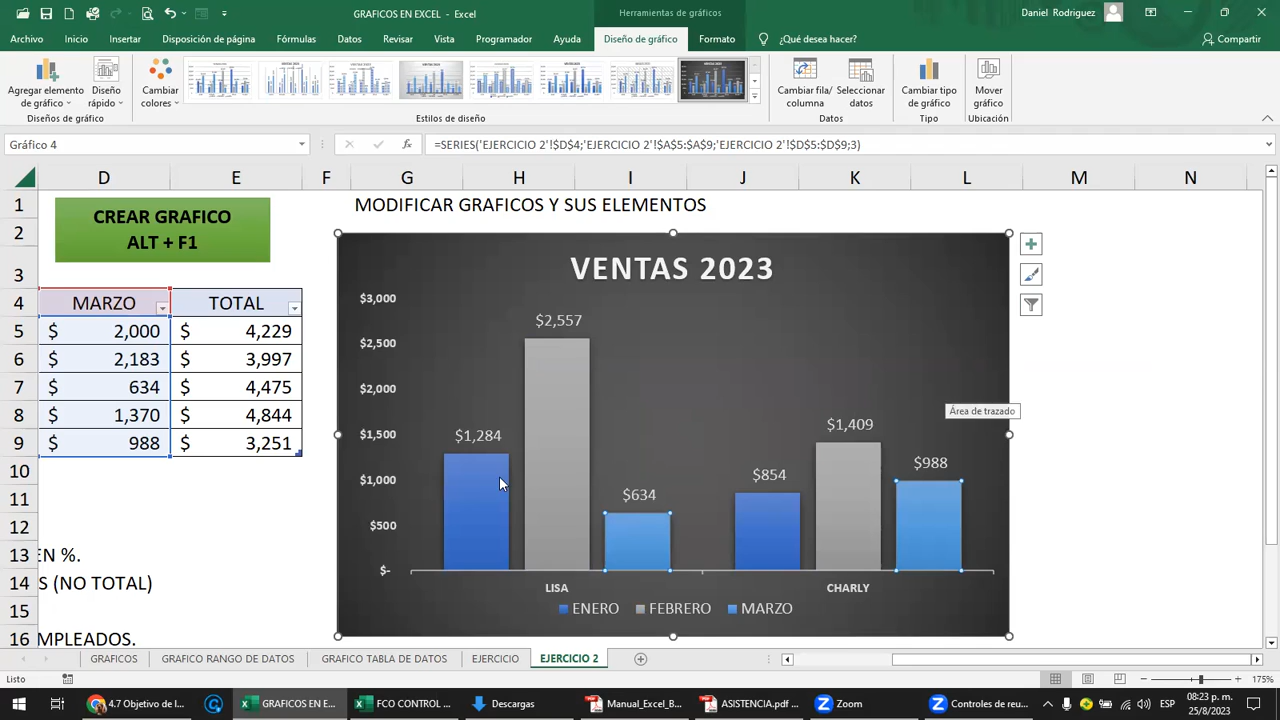 GRAFICOS EN EXCEL - Excel
Herramientas de gráficos
Daniel Rodriguez
Archivo Inicio Insertar Disposición de página Fórmulas Datos Revisar Vista Programador Ayuda Diseño de gráfico Formato ¿Qué desea hacer? Compartir
Agregar elemento de gráfico
Diseño rápido
Cambiar colores
Cambiar fila/ columna
Seleccionar datos
Cambiar tipo de gráfico
Mover gráfico
Diseños de gráfico Estilos de diseño Datos Tipo Ubicación
Gráfico 4 fx =SERIES('EJERCICIO 2'!$D$4;'EJERCICIO 2'!$A$5:$A$9;'EJERCICIO 2'!$D$5:$D$9;3)
D E F G H I J K L M N
1 MODIFICAR GRAFICOS Y SUS ELEMENTOS
CREAR GRAFICO
ALT + F1
2
3
4 MARZO TOTAL
5 $ 2,000 $ 4,229
6 $ 2,183 $ 3,997
7 $ 634 $ 4,475
8 $ 1,370 $ 4,844
9 $ 988 $ 3,251
10
11
12
13 EN %.
14 S (NO TOTAL)
15
16 MPLEADOS.
VENTAS 2023
$3,000
$2,500
$2,000
$1,500
$1,000
$500
$-
$1,284
$2,557
$634
$854
$1,409
$988
Área de trazado
LISA CHARLY
ENERO FEBRERO MARZO
GRAFICOS GRAFICO RANGO DE DATOS GRAFICO TABLA DE DATOS EJERCICIO EJERCICIO 2
Listo 175%
4.7 Objetivo de l... GRAFICOS EN E... FCO CONTROL ... Descargas Manual_Excel_B... ASISTENCIA.pdf ... Zoom Controles de reu... ESP 08:23 p. m.
25/8/2023